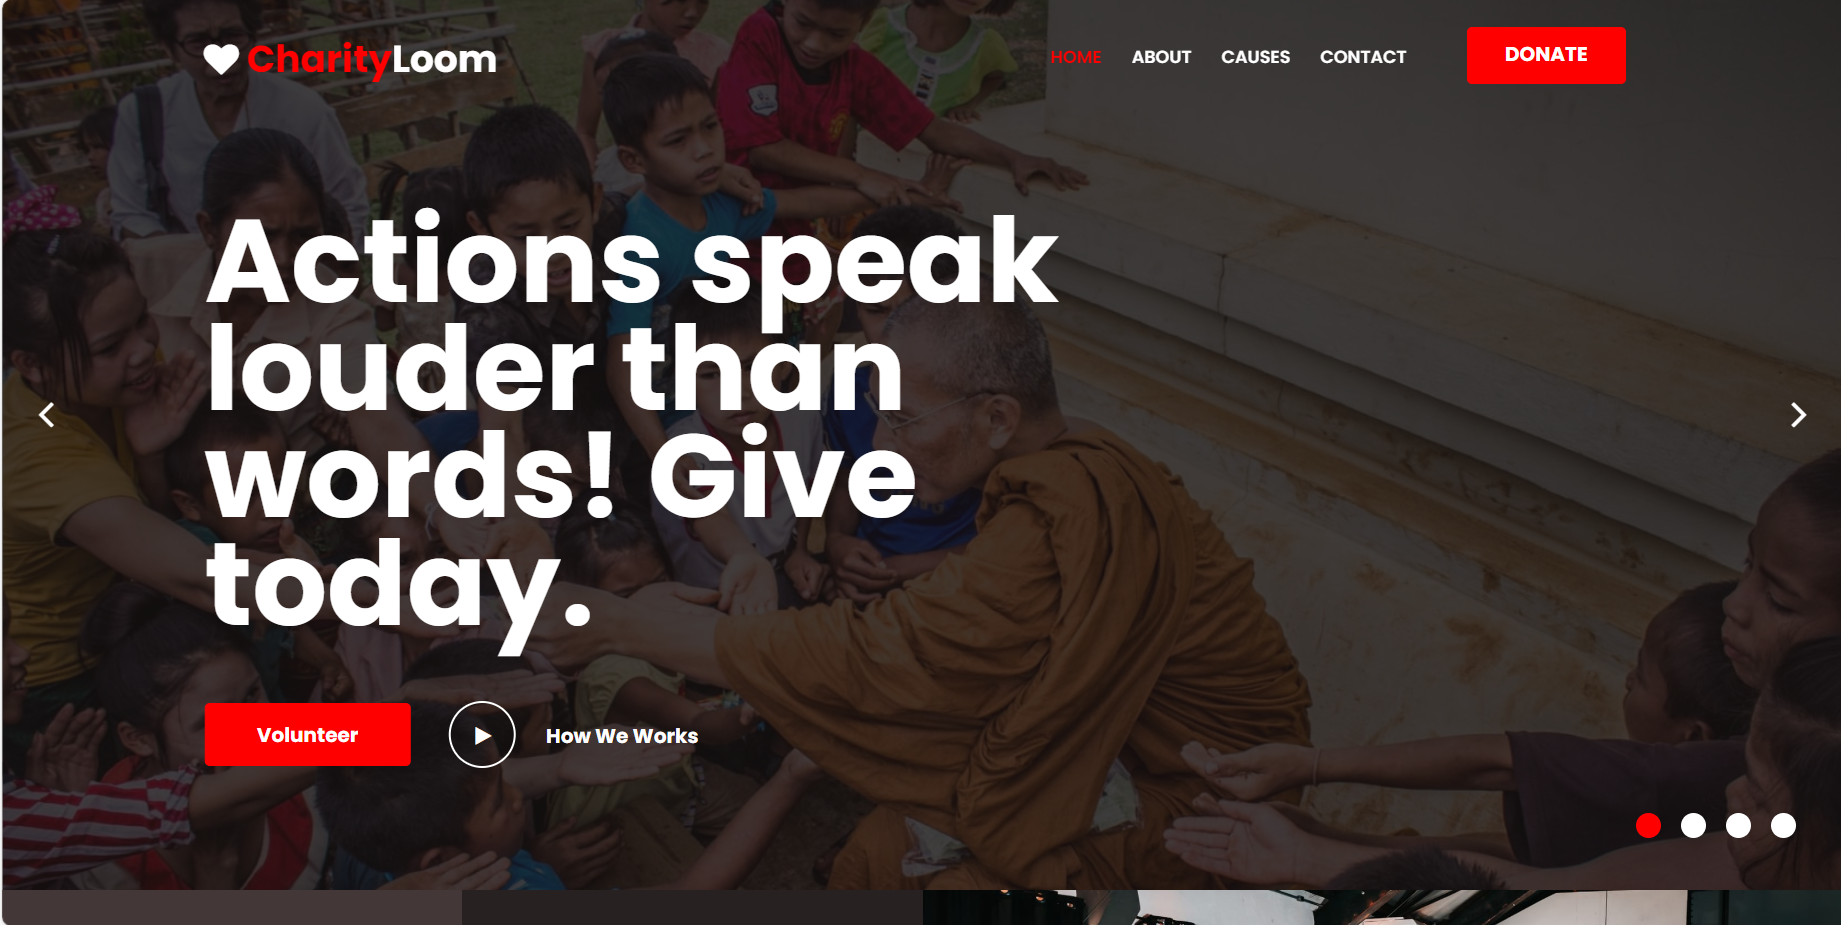 CharityLoom
HOME ABOUT CAUSES CONTACT DONATE
Actions speak
louder than
words! Give
today.
Volunteer
How We Works